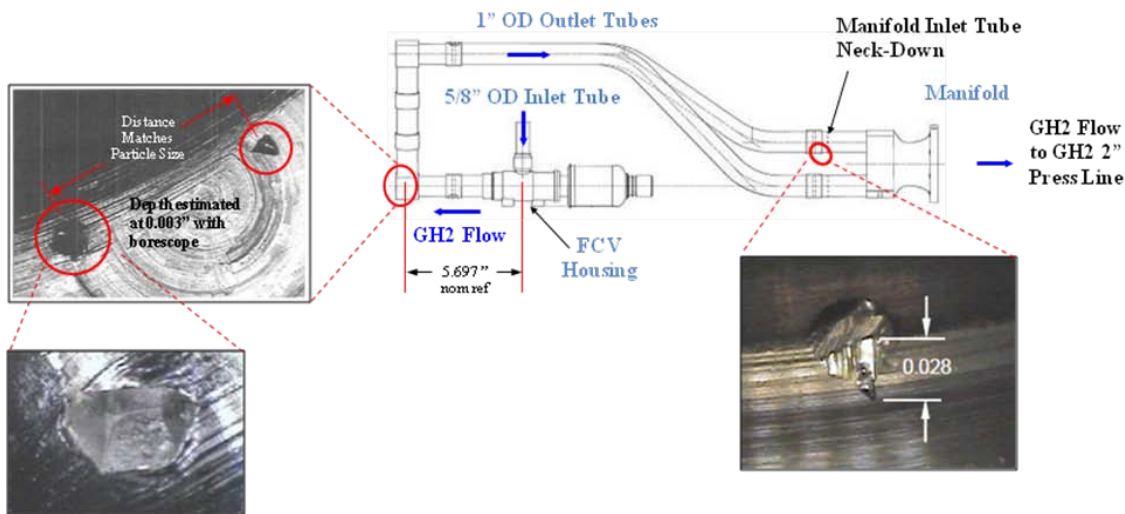 1” OD Outlet Tubes
Manifold Inlet Tube
Neck-Down
5/8” OD Inlet Tube
Manifold
Distance
Matches
Particle Size
GH2 Flow
to GH2 2”
Press Line
Depth estimated
at 0.003” with
borescope
GH2 Flow
FCV
Housing
5.697”
nom ref
0.028